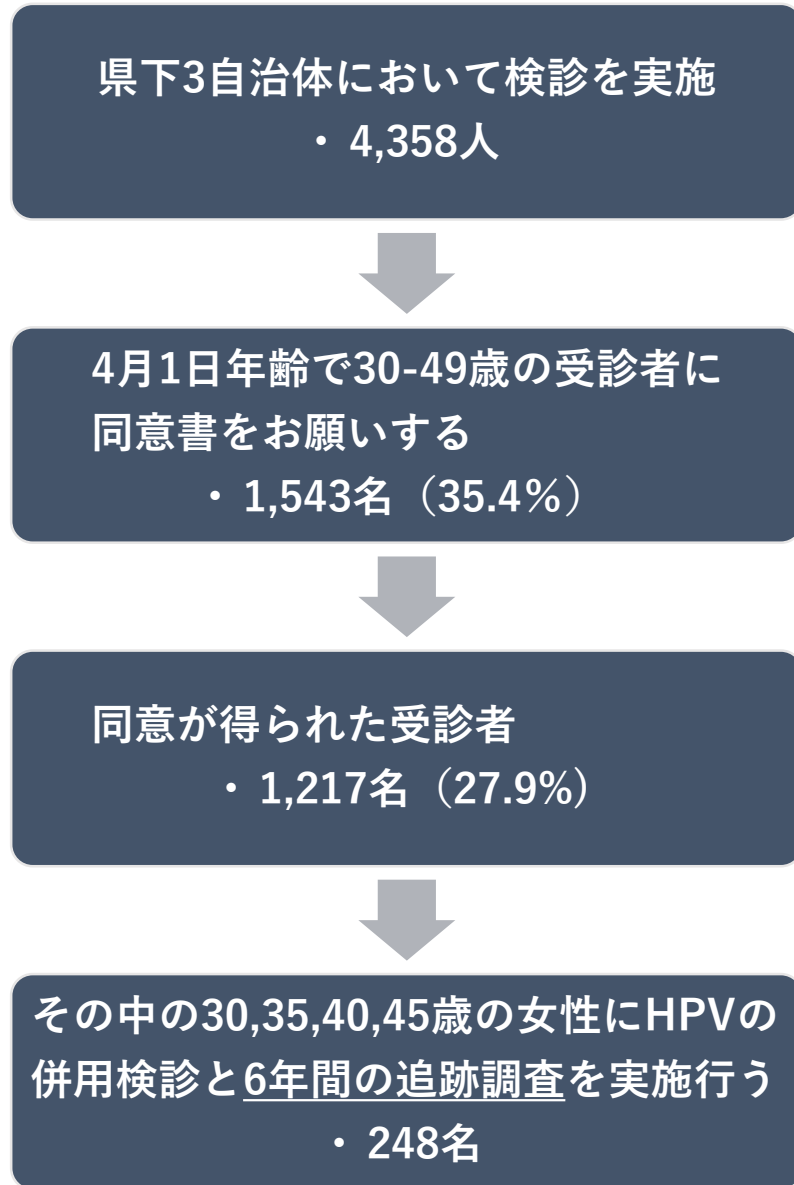 県下3自治体において検診を実施
・ 4,358人
4月1日年齢で30-49歳の受診者に
同意書をお願いする
・ 1,543名（35.4％）
同意が得られた受診者
・ 1,217名（27.9%）
その中の30,35,40,45歳の女性にHPVの
併用検診と6年間の追跡調査を実施行う
・ 248名